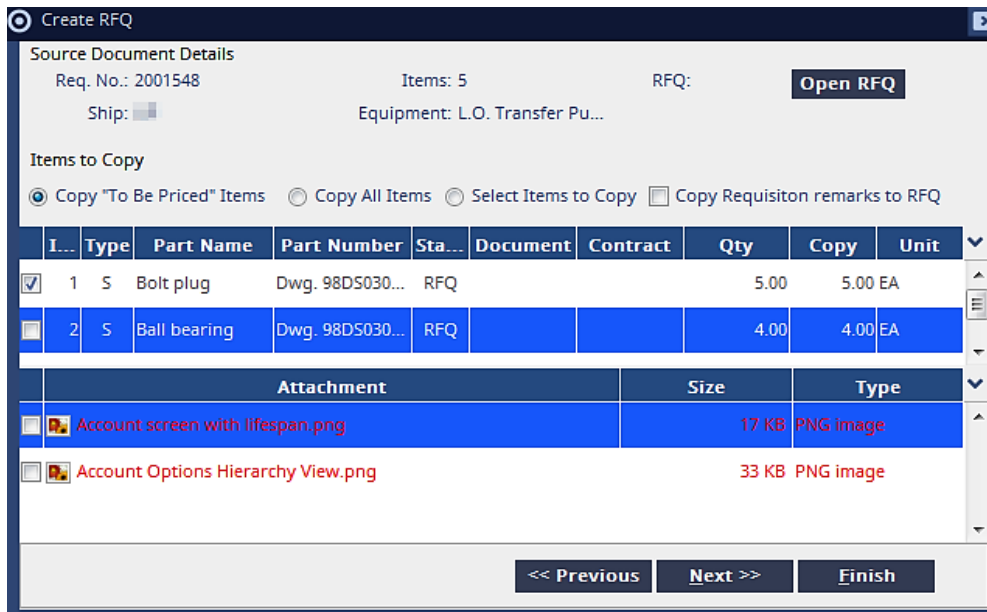 Create RFQ
Source Document Details
Req. No.: 2001548 Items: 5 RFQ: Open RFQ
Ship: Equipment: L.O. Transfer Pu...
Items to Copy
Copy "To Be Priced" Items Copy All Items Select Items to Copy Copy Requisiton remarks to RFQ
I... Type Part Name Part Number Sta... Document Contract Qty Copy Unit
1 S Bolt plug Dwg. 98DS030... RFQ 5.00 5.00 EA
2 S Ball bearing Dwg. 98DS030... RFQ 4.00 4.00 EA
Attachment Size Type
Account screen with lifespan.png 17 KB PNG image
Account Options Hierarchy View.png 33 KB PNG image
<< Previous Next >> Finish